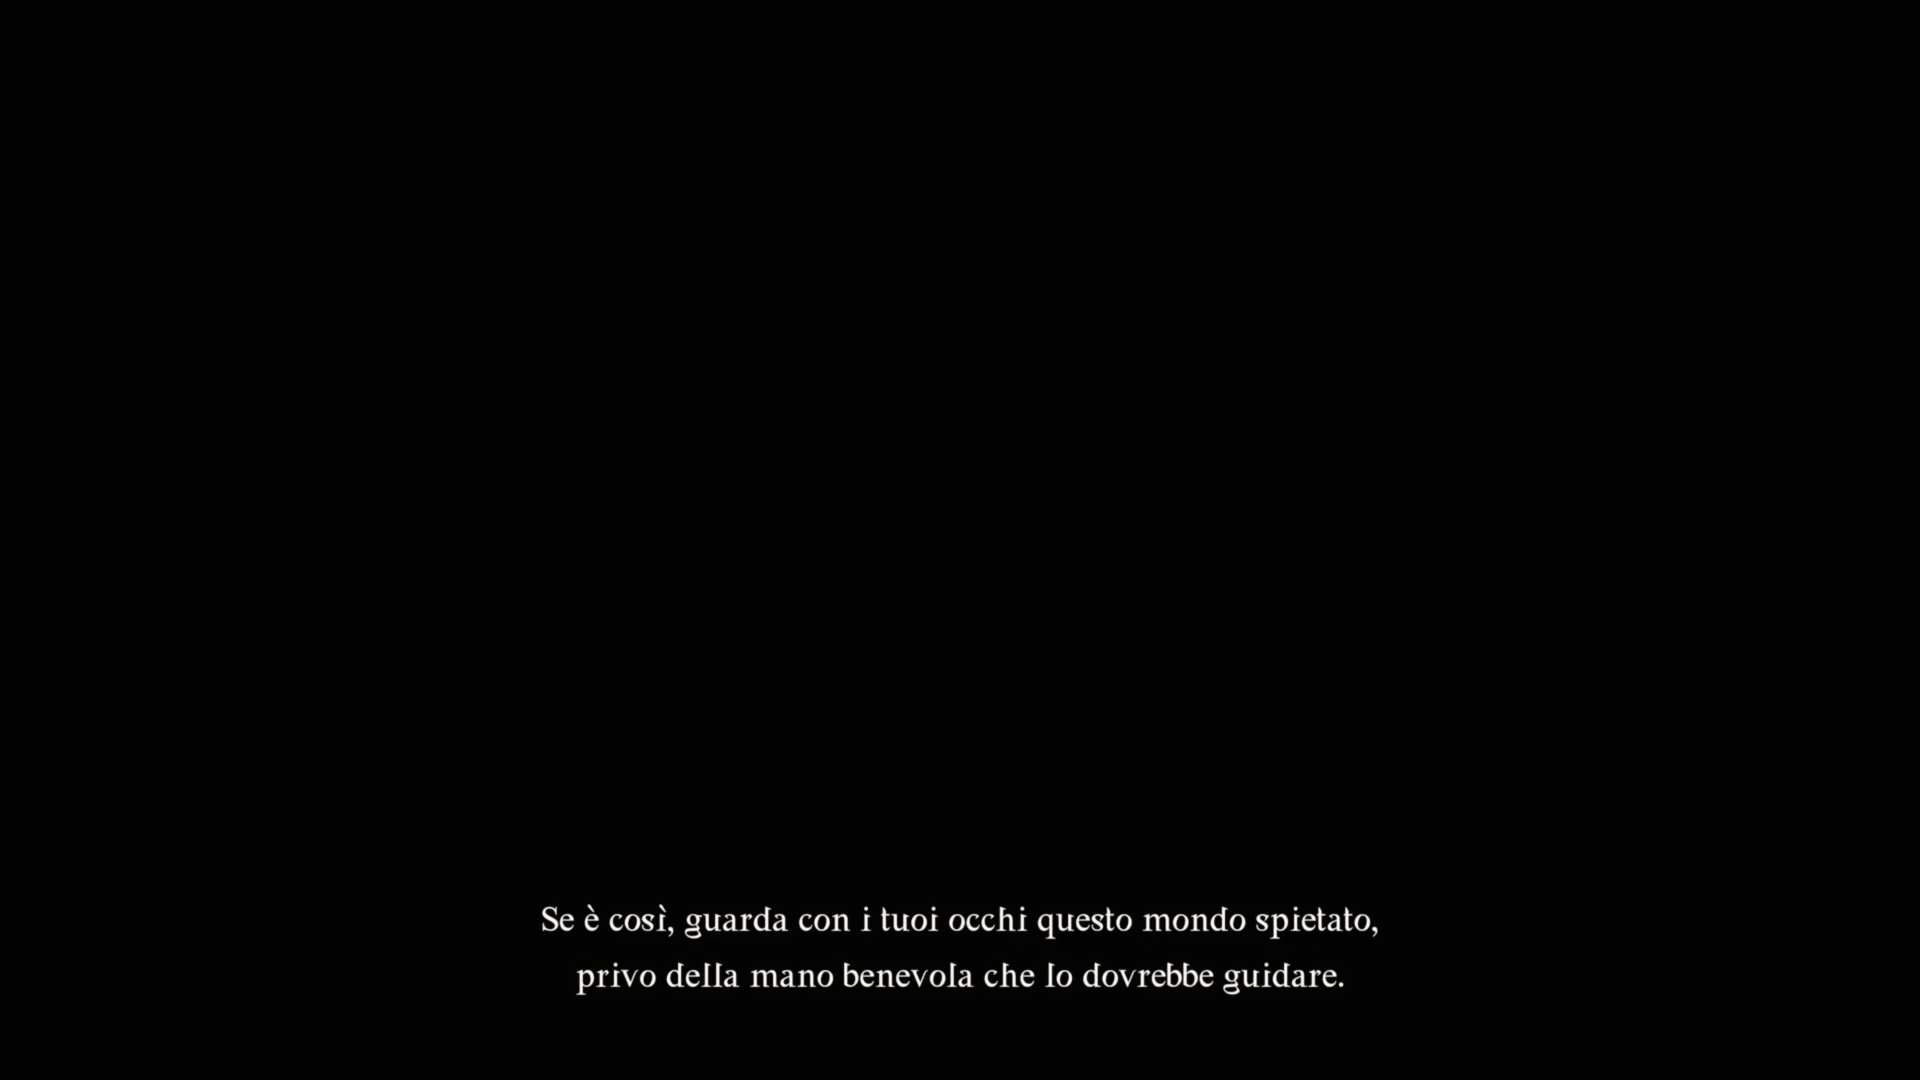 Se è così, guarda con i tuoi occhi questo mondo spietato,
privo della mano benevola che lo dovrebbe guidare.